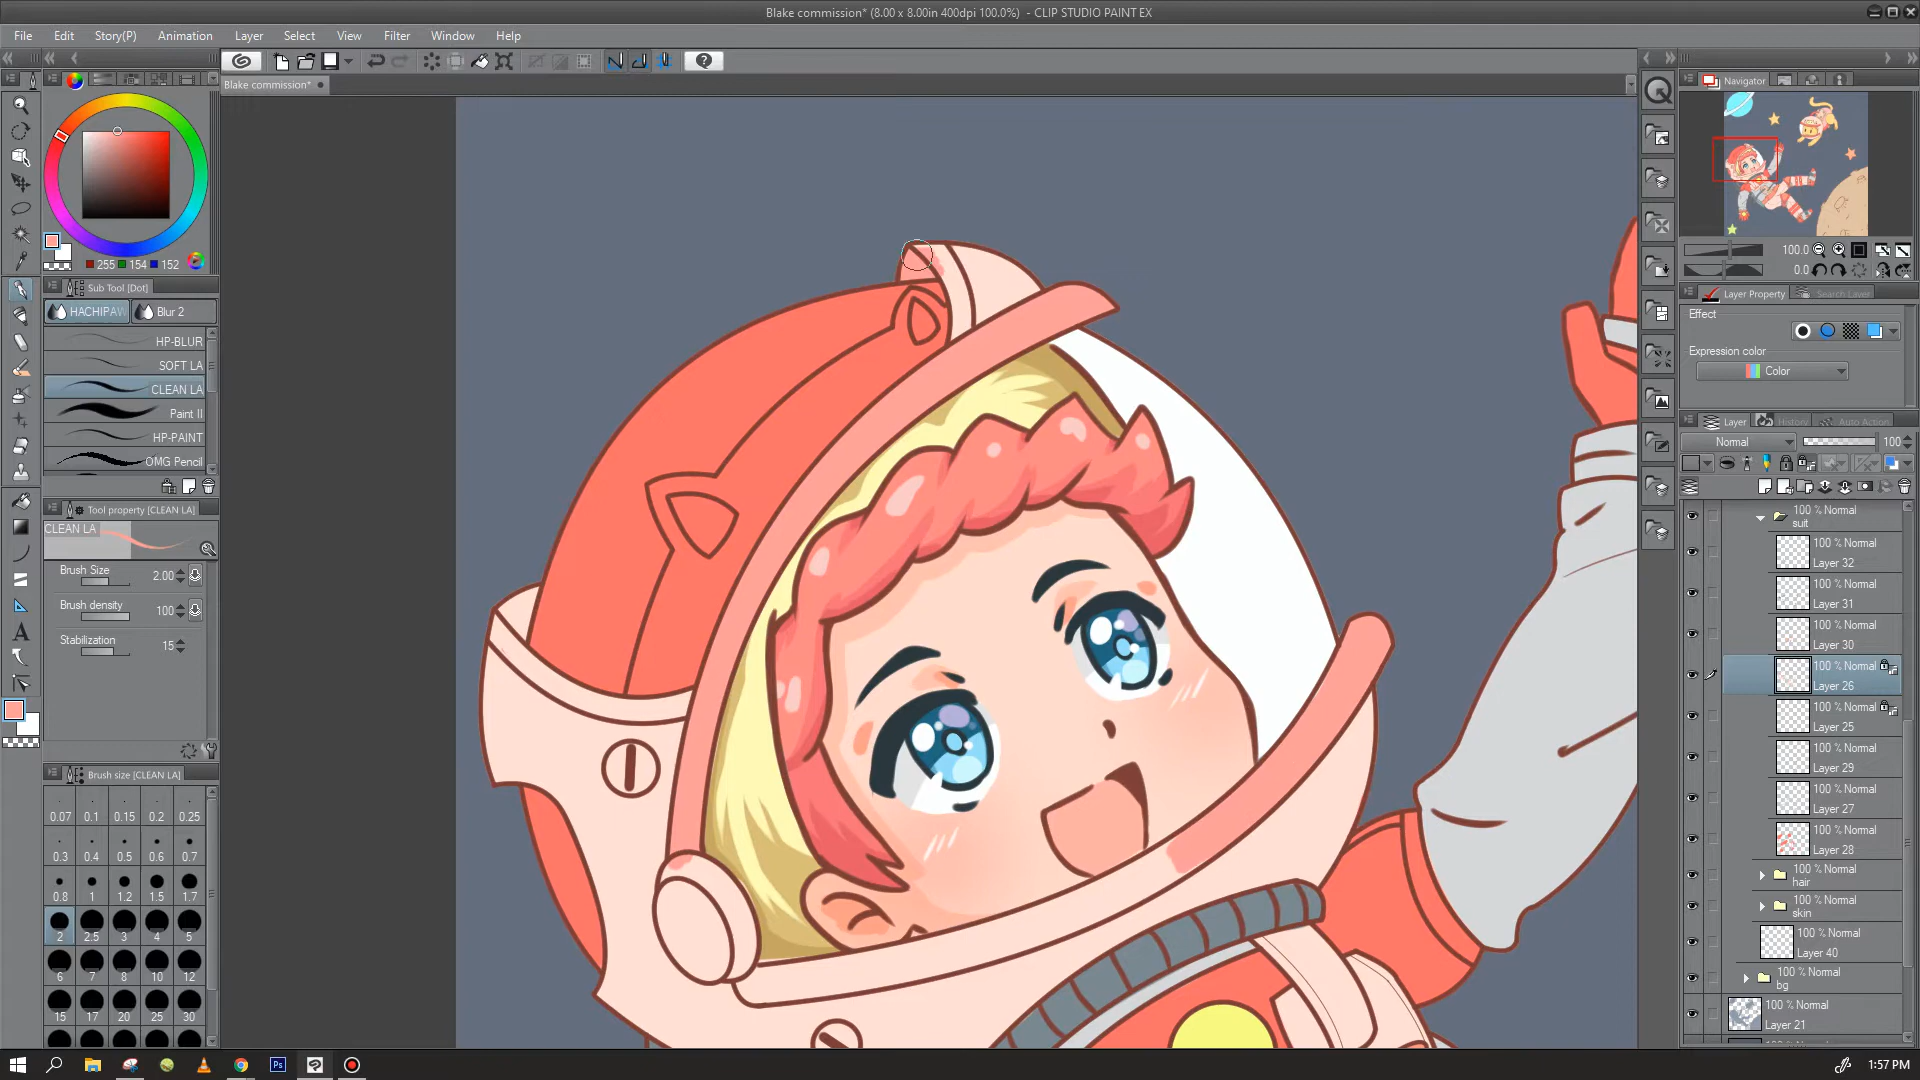 Blake commission* (8.00 x 8.00in 400dpi 100.0%) - CLIP STUDIO PAINT EX
File Edit Story(P) Animation Layer Select View Filter Window Help
Blake commission*
Navigator
100.0
0.0
255 154 152
Sub Tool [Dot]
HACHIPAW Blur 2
HP-BLUR
SOFT LA
CLEAN LA
Paint II
HP-PAINT
OMG Pencil
Tool property [CLEAN LA]
CLEAN LA
Brush Size 2.00
Brush density 100
Stabilization 15
Brush size [CLEAN LA]
0.07 0.1 0.15 0.2 0.25
0.3 0.4 0.5 0.6 0.7
0.8 1 1.2 1.5 1.7
2 2.5 3 4 5
6 7 8 10 12
15 17 20 25 30
Layer Property Search Layer
Effect
Expression color
Color
Layer History Auto Action
Normal 100
100 % Normal
suit
100 % Normal
Layer 32
100 % Normal
Layer 31
100 % Normal
Layer 30
100 % Normal
Layer 26
100 % Normal
Layer 25
100 % Normal
Layer 29
100 % Normal
Layer 27
100 % Normal
Layer 28
100 % Normal
hair
100 % Normal
skin
100 % Normal
Layer 40
100 % Normal
bg
100 % Normal
Layer 21
Ps
1:57 PM